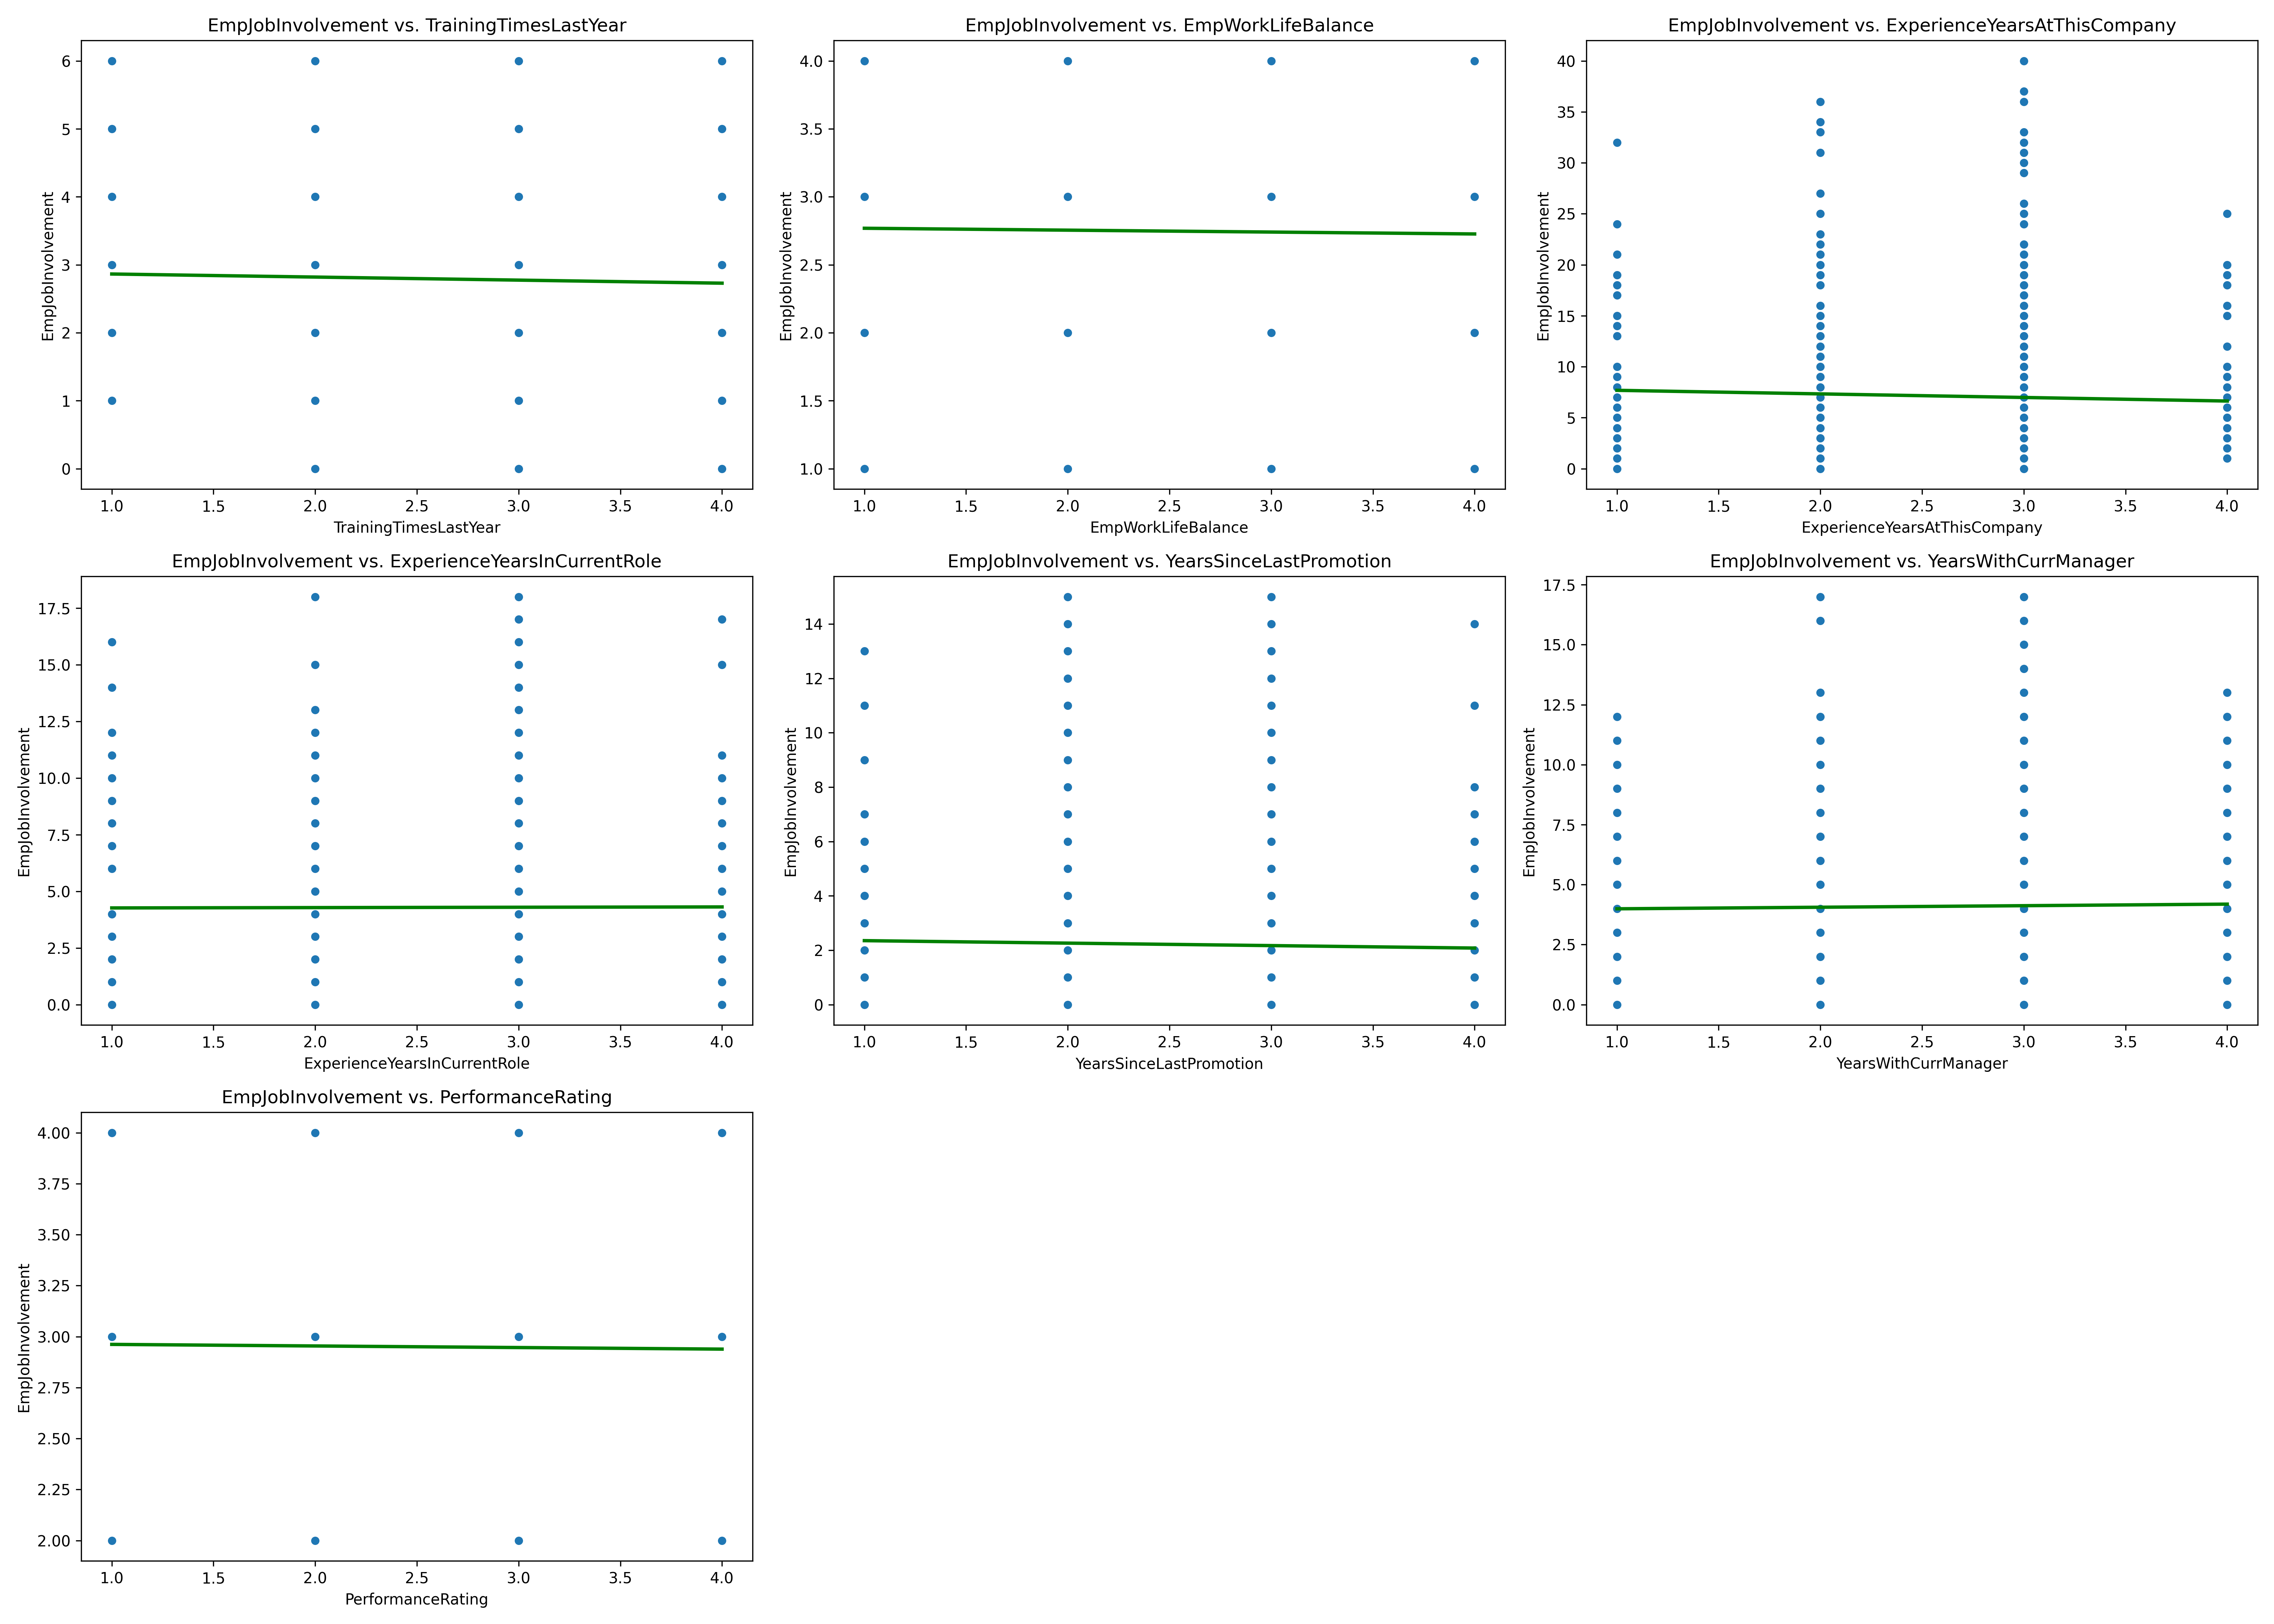 EmpJobInvolvement vs. TrainingTimesLastYear
EmpJobInvolvement
6
5
4
3
2
1
0
1.0 1.5 2.0 2.5 3.0 3.5 4.0
TrainingTimesLastYear
EmpJobInvolvement vs. EmpWorkLifeBalance
EmpJobInvolvement
4.0
3.5
3.0
2.5
2.0
1.5
1.0
1.0 1.5 2.0 2.5 3.0 3.5 4.0
EmpWorkLifeBalance
EmpJobInvolvement vs. ExperienceYearsAtThisCompany
EmpJobInvolvement
40
35
30
25
20
15
10
5
0
1.0 1.5 2.0 2.5 3.0 3.5 4.0
ExperienceYearsAtThisCompany
EmpJobInvolvement vs. ExperienceYearsInCurrentRole
EmpJobInvolvement
17.5
15.0
12.5
10.0
7.5
5.0
2.5
0.0
1.0 1.5 2.0 2.5 3.0 3.5 4.0
ExperienceYearsInCurrentRole
EmpJobInvolvement vs. YearsSinceLastPromotion
EmpJobInvolvement
14
12
10
8
6
4
2
0
1.0 1.5 2.0 2.5 3.0 3.5 4.0
YearsSinceLastPromotion
EmpJobInvolvement vs. YearsWithCurrManager
EmpJobInvolvement
17.5
15.0
12.5
10.0
7.5
5.0
2.5
0.0
1.0 1.5 2.0 2.5 3.0 3.5 4.0
YearsWithCurrManager
EmpJobInvolvement vs. PerformanceRating
EmpJobInvolvement
4.00
3.75
3.50
3.25
3.00
2.75
2.50
2.25
2.00
1.0 1.5 2.0 2.5 3.0 3.5 4.0
PerformanceRating